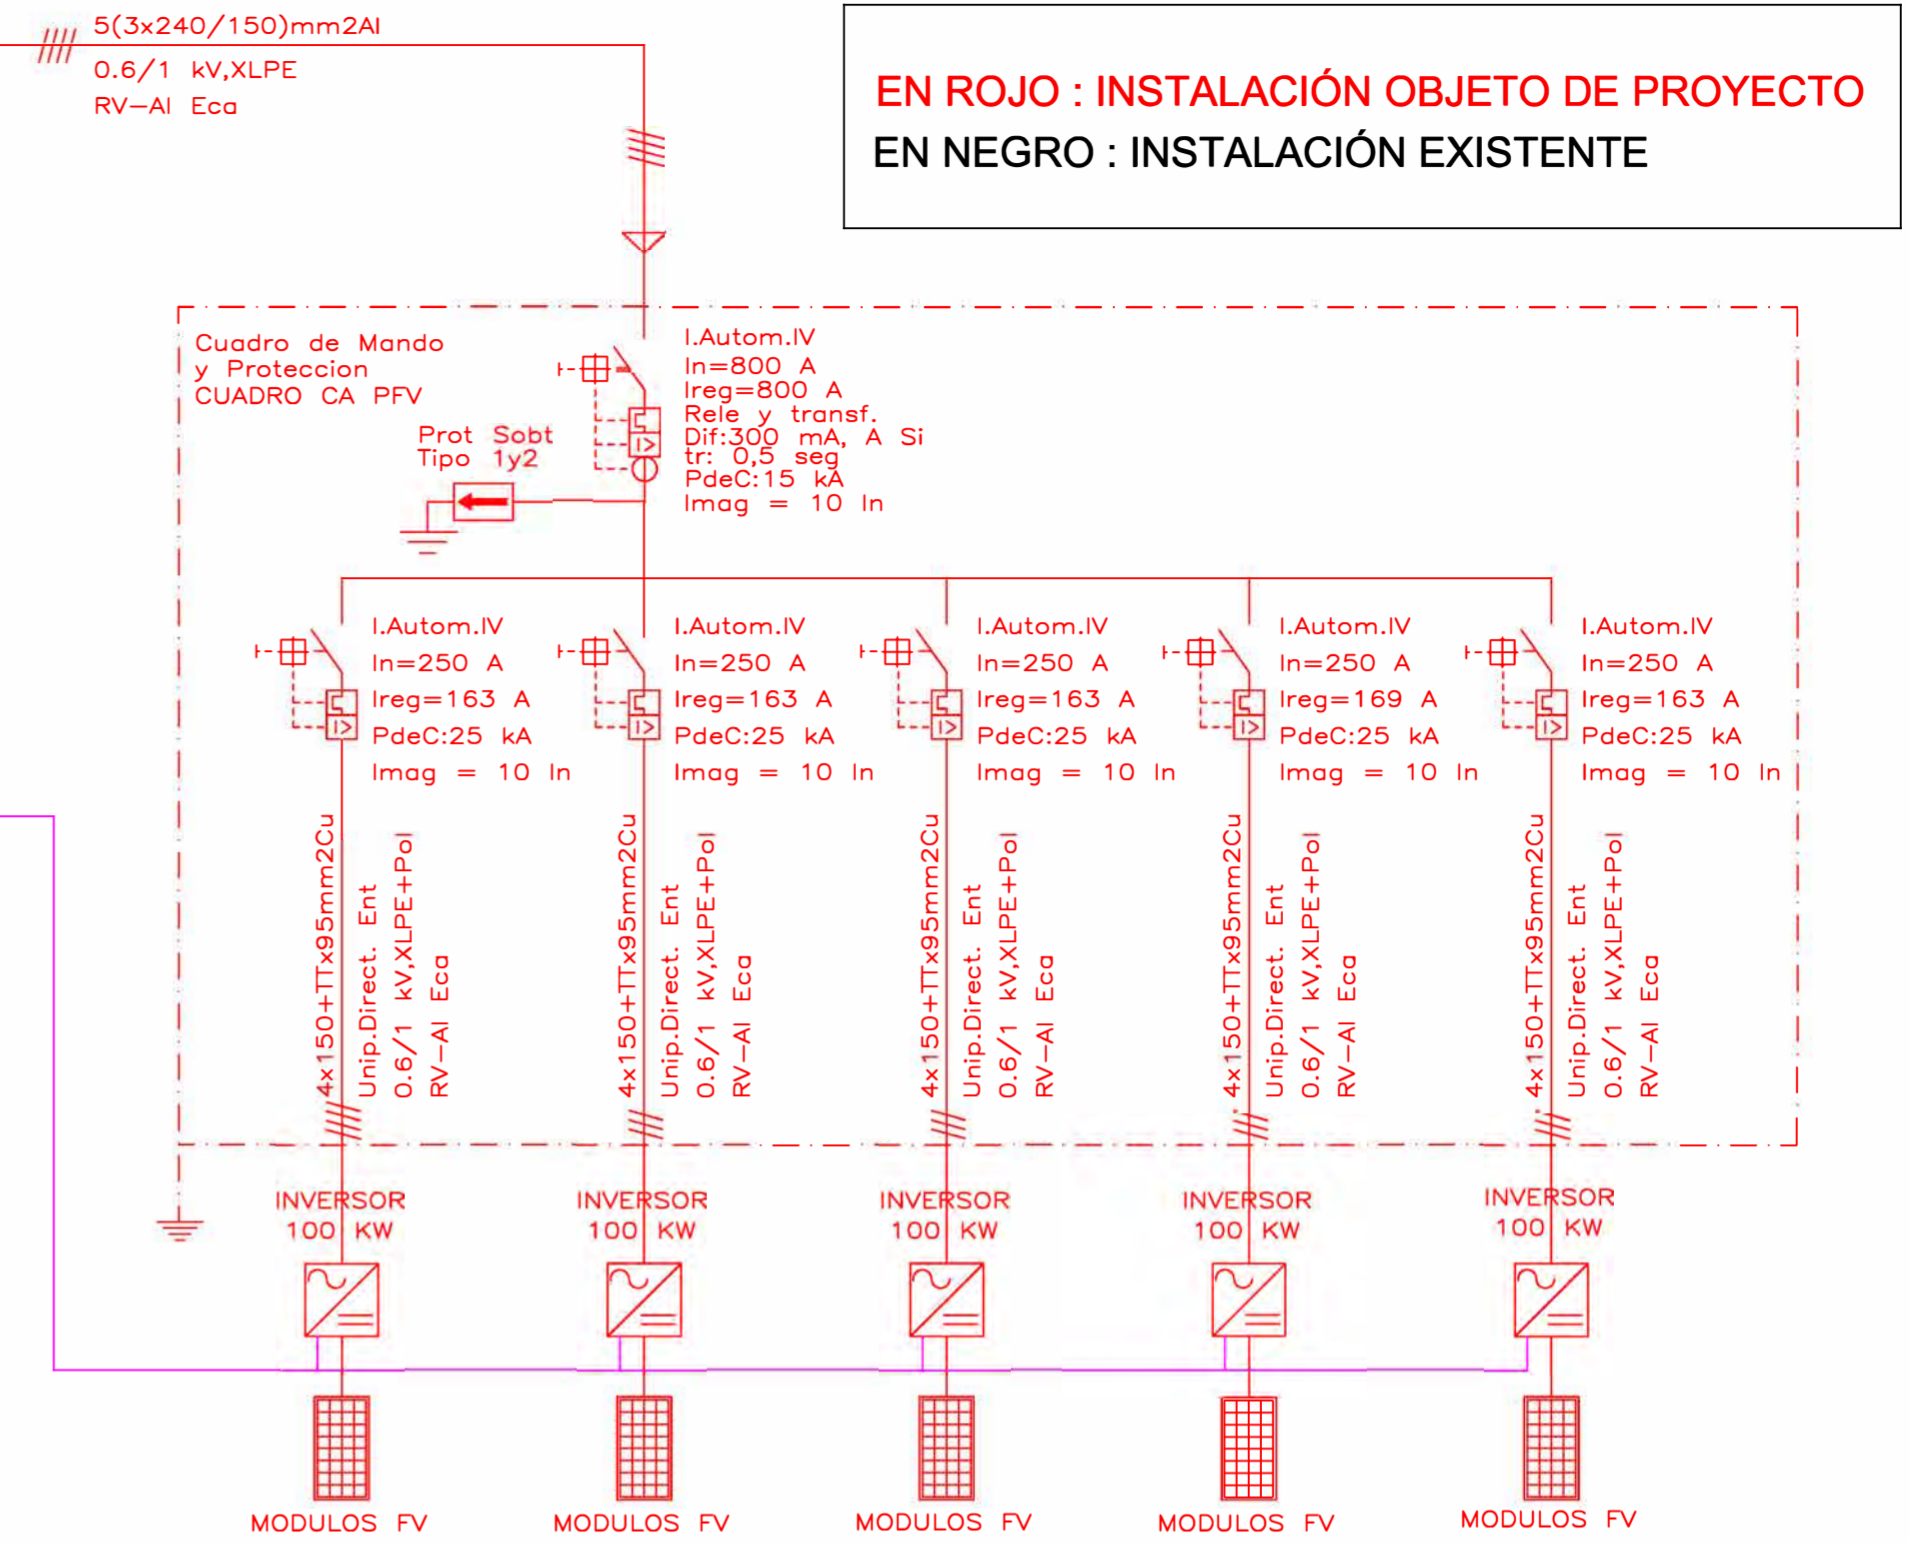 5(3x240/150)mm2Al
0.6/1 kV,XLPE
RV-Al Eca
EN ROJO : INSTALACIÓN OBJETO DE PROYECTO
EN NEGRO : INSTALACIÓN EXISTENTE
Cuadro de Mando
y Proteccion
CUADRO CA PFV
I.Autom.IV
In=800 A
Ireg=800 A
Rele y transf.
Dif:300 mA, A Si
tr: 0,5 seg
PdeC:15 kA
Imag = 10 In
Prot Sobt
Tipo 1y2
I>
I.Autom.IV
In=250 A
Ireg=163 A
PdeC:25 kA
Imag = 10 In
I>
I.Autom.IV
In=250 A
Ireg=163 A
PdeC:25 kA
Imag = 10 In
I>
I.Autom.IV
In=250 A
Ireg=163 A
PdeC:25 kA
Imag = 10 In
I>
I.Autom.IV
In=250 A
Ireg=169 A
PdeC:25 kA
Imag = 10 In
I>
I.Autom.IV
In=250 A
Ireg=163 A
PdeC:25 kA
Imag = 10 In
I>
4x150+TTx95mm2Cu
Unip.Direct. Ent
0.6/1 kV,XLPE+Pol
RV-Al Eca
4x150+TTx95mm2Cu
Unip.Direct. Ent
0.6/1 kV,XLPE+Pol
RV-Al Eca
4x150+TTx95mm2Cu
Unip.Direct. Ent
0.6/1 kV,XLPE+Pol
RV-Al Eca
4x150+TTx95mm2Cu
Unip.Direct. Ent
0.6/1 kV,XLPE+Pol
RV-Al Eca
4x150+TTx95mm2Cu
Unip.Direct. Ent
0.6/1 kV,XLPE+Pol
RV-Al Eca
INVERSOR
100 KW
INVERSOR
100 KW
INVERSOR
100 KW
INVERSOR
100 KW
INVERSOR
100 KW
MODULOS FV
MODULOS FV
MODULOS FV
MODULOS FV
MODULOS FV